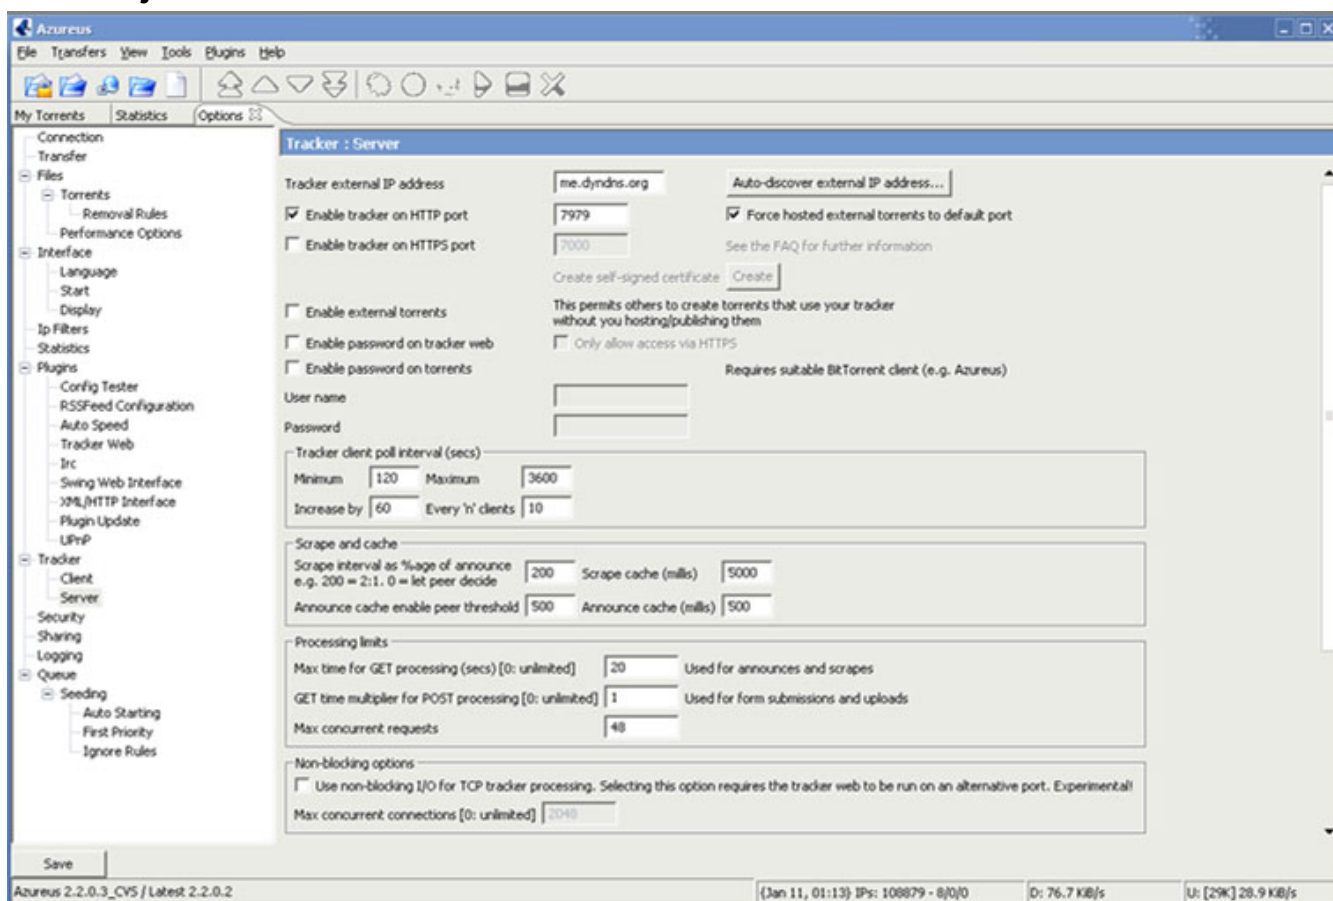 Azureus
File Transfers View Tools Plugins Help
My Torrents Statistics Options
Connection
Transfer
Files
Torrents
Removal Rules
Performance Options
Interface
Language
Start
Display
Ip Filters
Statistics
Plugins
Config Tester
RSSFeed Configuration
Auto Speed
Tracker Web
Irc
Swing Web Interface
XML/HTTP Interface
Plugin Update
UPnP
Tracker
Client
Server
Security
Sharing
Logging
Queue
Seeding
Auto Starting
First Priority
Ignore Rules
Tracker : Server
Tracker external IP address me.dyndns.org Auto-discover external IP address...
Enable tracker on HTTP port 7979 Force hosted external torrents to default port
Enable tracker on HTTPS port 7000 See the FAQ for further information
Create self-signed certificate Create
Enable external torrents This permits others to create torrents that use your tracker
without you hosting/publishing them
Enable password on tracker web Only allow access via HTTPS
Enable password on torrents Requires suitable BitTorrent client (e.g. Azureus)
User name
Password
Tracker client poll interval (secs)
Minimum 120 Maximum 3600
Increase by 60 Every 'n' clients 10
Scrape and cache
Scrape interval as %age of announce
e.g. 200 = 2:1. 0 = let peer decide 200 Scrape cache (millis) 5000
Announce cache enable peer threshold 500 Announce cache (millis) 500
Processing limits
Max time for GET processing (secs) [0: unlimited] 20 Used for announces and scrapes
GET time multiplier for POST processing [0: unlimited] 1 Used for form submissions and uploads
Max concurrent requests 48
Non-blocking options
Use non-blocking I/O for TCP tracker processing. Selecting this option requires the tracker web to be run on an alternative port. Experimental!
Max concurrent connections [0: unlimited] 2048
Save
Azureus 2.2.0.3_CVS / Latest 2.2.0.2 {Jan 11, 01:13} IPs: 108879 - 8/0/0 D: 76.7 KiB/s U: [29K] 28.9 KiB/s